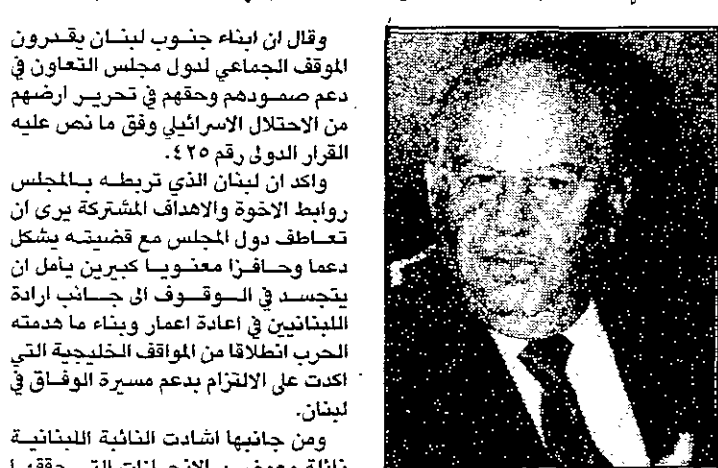 وقال ان ابناء جنوب لبنان يقدرون
الموقف الجماعي لدول مجلس التعاون في
دعم صمودهم وحقهم في تحرير ارضهم
من الاحتلال الاسرائيلي وفق ما نص عليه
القرار الدولي رقم ٤٢٥.
واكد ان لبنان الذي تربطه بالمجلس
روابط الاخوة والاهداف المشتركة يرى ان
تعاطف دول المجلس مع قضيته يشكل
دعما وحافزا معنويا كبيرين يأمل ان
يتجسد في الوقوف الى جانب ارادة
اللبنانيين في اعادة اعمار وبناء ما هدمته
الحرب انطلاقا من المواقف الخليجية التي
اكدت على الالتزام بدعم مسيرة الوفاق في
لبنان.
ومن جانبها اشادت النائبة اللبنانية